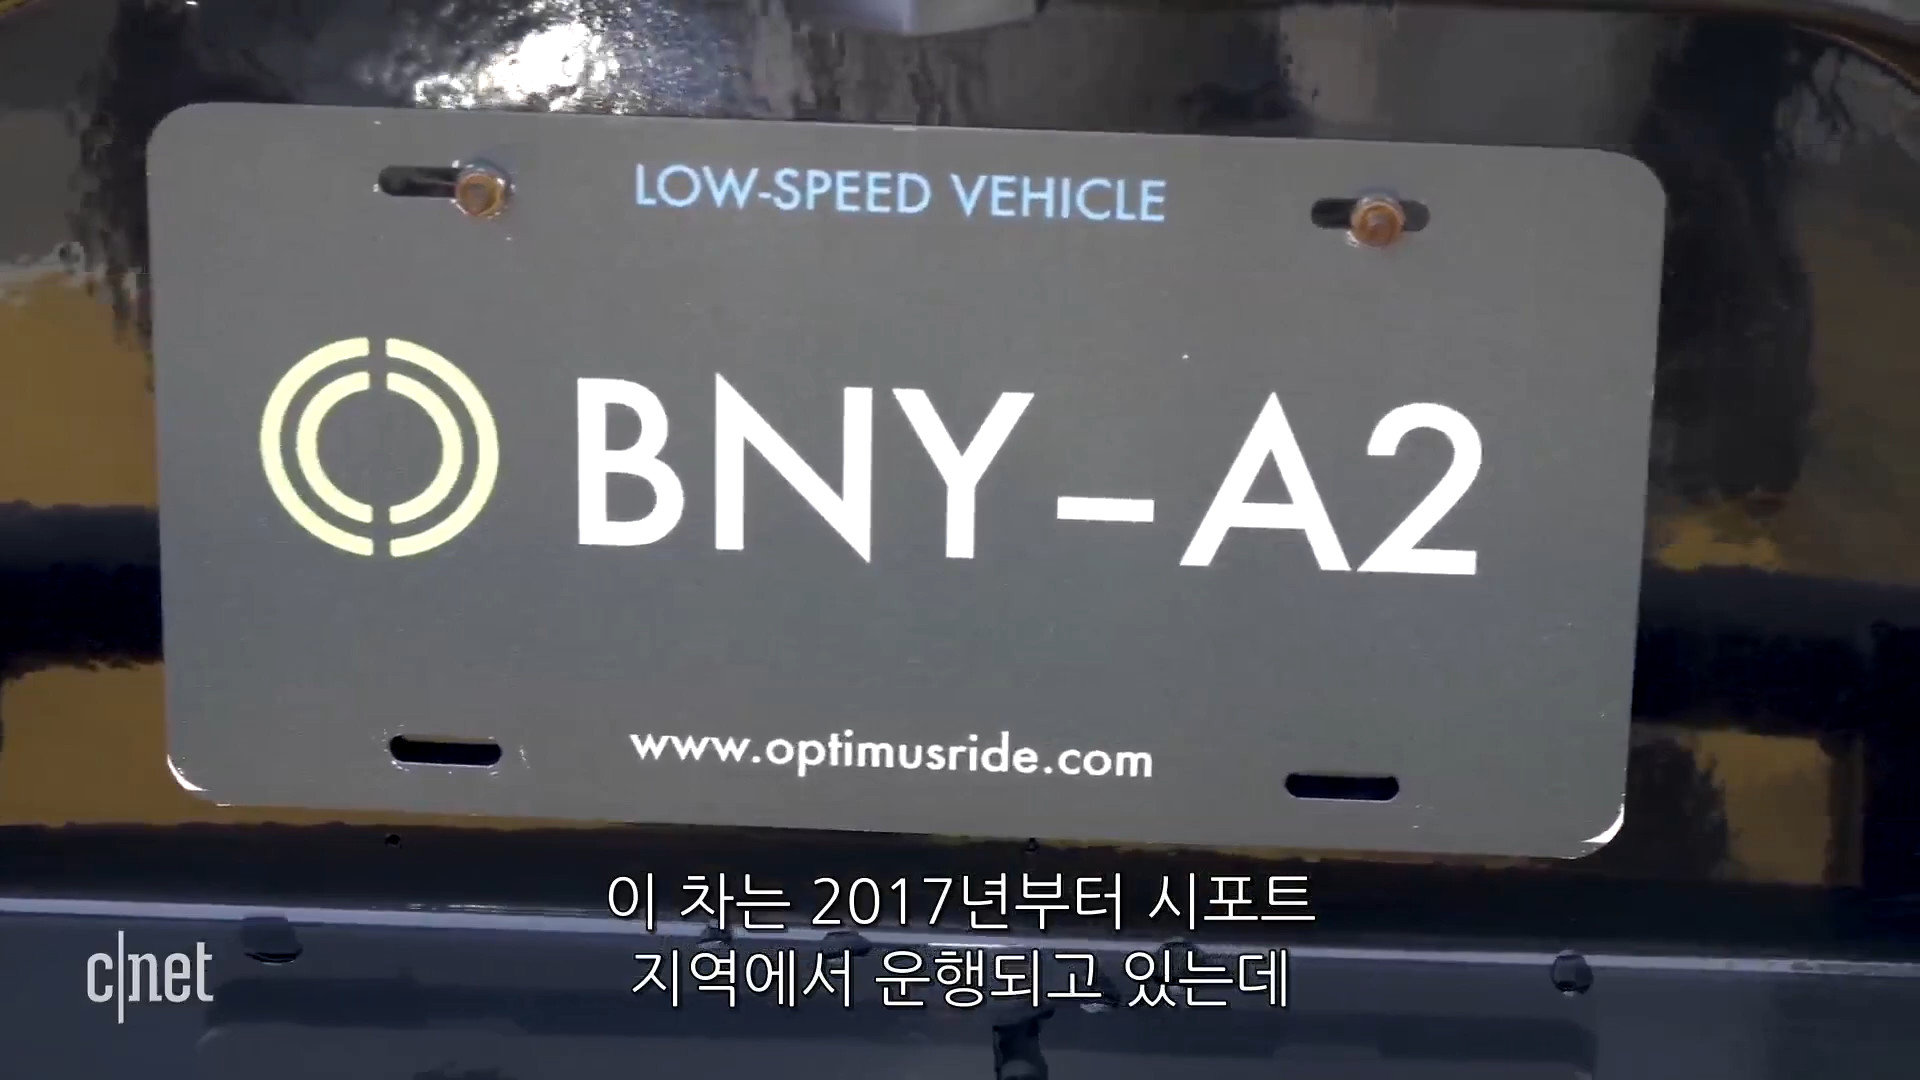 LOW-SPEED VEHICLE
BNY-A2
www.optimusride.com
이 차는 2017년부터 시포트
지역에서 운행되고 있는데
c|net